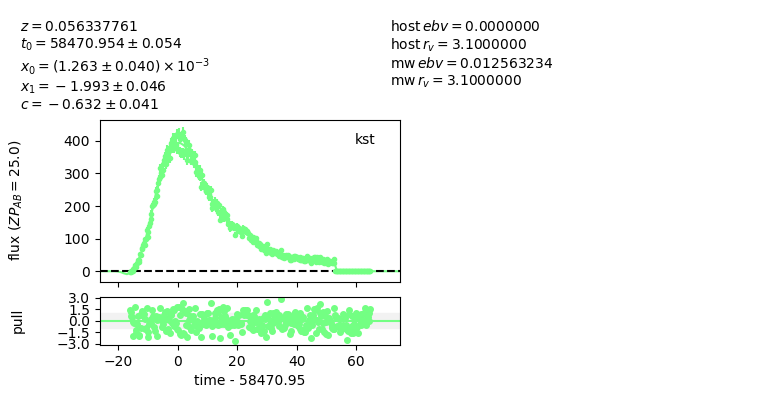 z = 0.056337761
t₀ = 58470.954 ± 0.054
x₀ = (1.263 ± 0.040) × 10⁻³
x₁ = −1.993 ± 0.046
c = −0.632 ± 0.041
host ebv = 0.0000000
host r_v = 3.1000000
mw ebv = 0.012563234
mw r_v = 3.1000000
kst
flux (ZP_AB = 25.0)
400
300
200
100
0
pull
3.0
1.5
0.0
−1.5
−3.0
−20 0 20 40 60
time - 58470.95